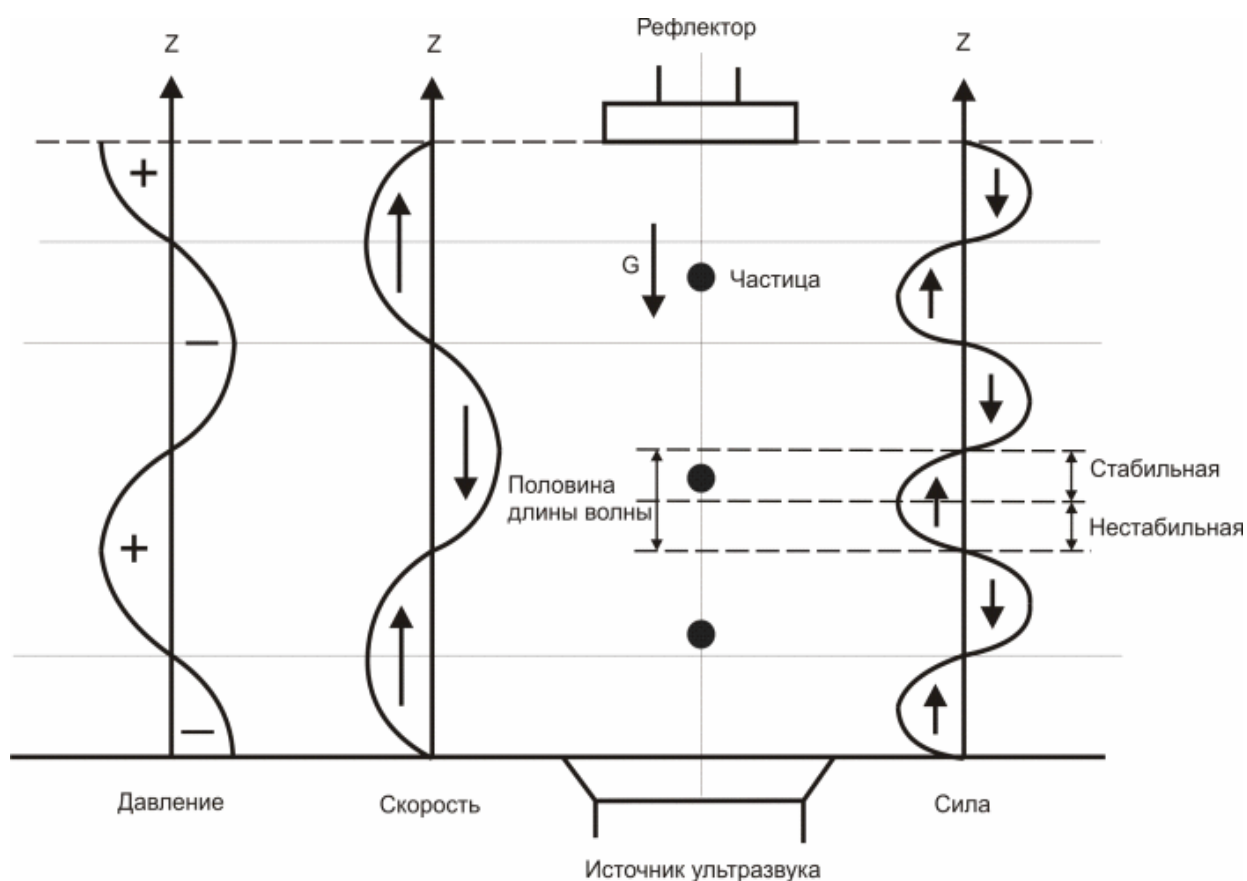 Рефлектор
Z
Z
Z
+
G
Частица
−
Половина
длины волны
Стабильная
Нестабильная
+
−
Давление
Скорость
Сила
Источник ультразвука